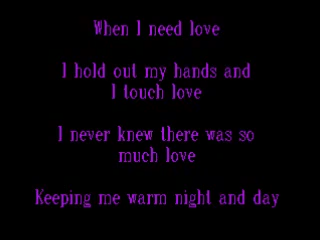 When I need love
I hold out my hands and
I touch love
I never knew there was so
much love
Keeping me warm night and day